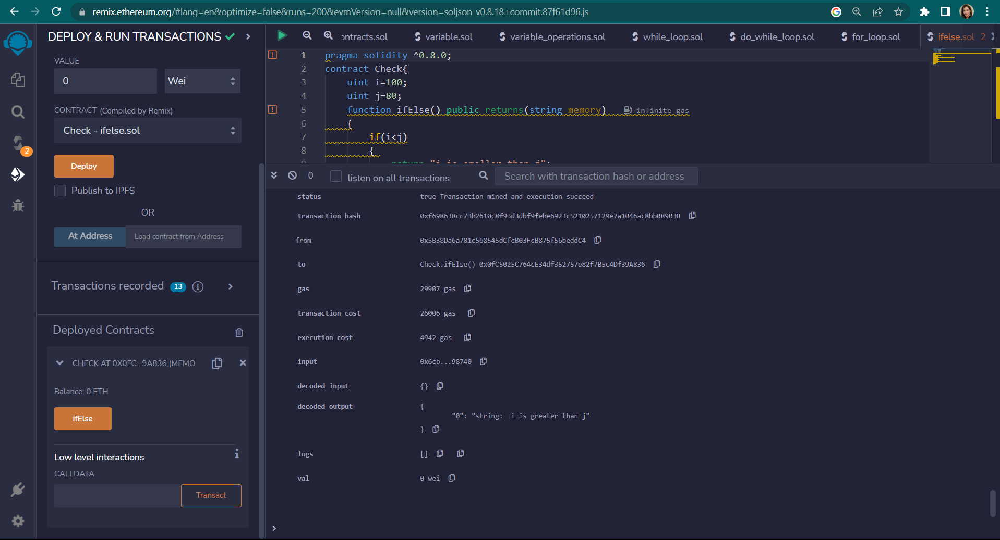 remix.ethereum.org/#lang=en&optimize=false&runs=200&evmVersion=null&version=soljson-v0.8.18+commit.87f61d96.js
DEPLOY & RUN TRANSACTIONS
VALUE
0
Wei
CONTRACT (Compiled by Remix)
Check - ifelse.sol
2
Deploy
Publish to IPFS
OR
At Address
Load contract from Address
Transactions recorded 13 i
Deployed Contracts
CHECK AT 0X0FC...9A836 (MEMO
Balance: 0 ETH
ifElse
Low level interactions
i
CALLDATA
Transact
ontracts.sol
variable.sol
variable_operations.sol
while_loop.sol
do_while_loop.sol
for_loop.sol
ifelse.sol 2
1 pragma solidity ^0.8.0;
2 contract Check{
3 uint i=100;
4 uint j=80;
5 function ifElse() public returns(string memory) infinite gas
6 {
7 if(i<j)
8 {
9 return "i is smaller than j";
0
listen on all transactions
Search with transaction hash or address
status true Transaction mined and execution succeed
transaction hash 0xf698638cc73b2610c8f93d3dbf9febe6923c5210257129e7a1046ac8bb089038
from 0x5B38Da6a701c568545dCfcB03FcB875f56beddC4
to Check.ifElse() 0x0fC5025C764cE34df352757e82f7B5c4Df39A836
gas 29907 gas
transaction cost 26006 gas
execution cost 4942 gas
input 0x6cb...98740
decoded input {}
decoded output {
"0": "string:  i is greater than j"
}
logs []
val 0 wei
>